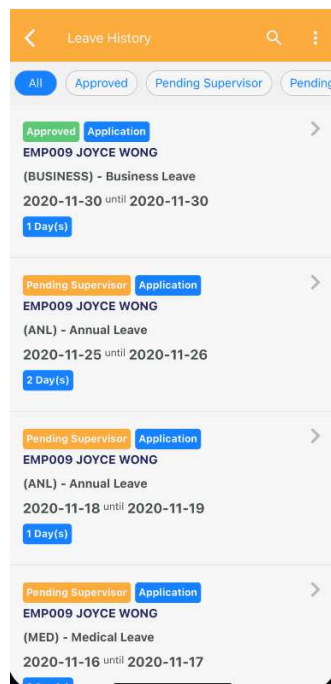 Leave History
All Approved Pending Supervisor Pending
Approved Application
EMP009 JOYCE WONG
(BUSINESS) - Business Leave
2020-11-30 until 2020-11-30
1 Day(s)
Pending Supervisor Application
EMP009 JOYCE WONG
(ANL) - Annual Leave
2020-11-25 until 2020-11-26
2 Day(s)
Pending Supervisor Application
EMP009 JOYCE WONG
(ANL) - Annual Leave
2020-11-18 until 2020-11-19
1 Day(s)
Pending Supervisor Application
EMP009 JOYCE WONG
(MED) - Medical Leave
2020-11-16 until 2020-11-17